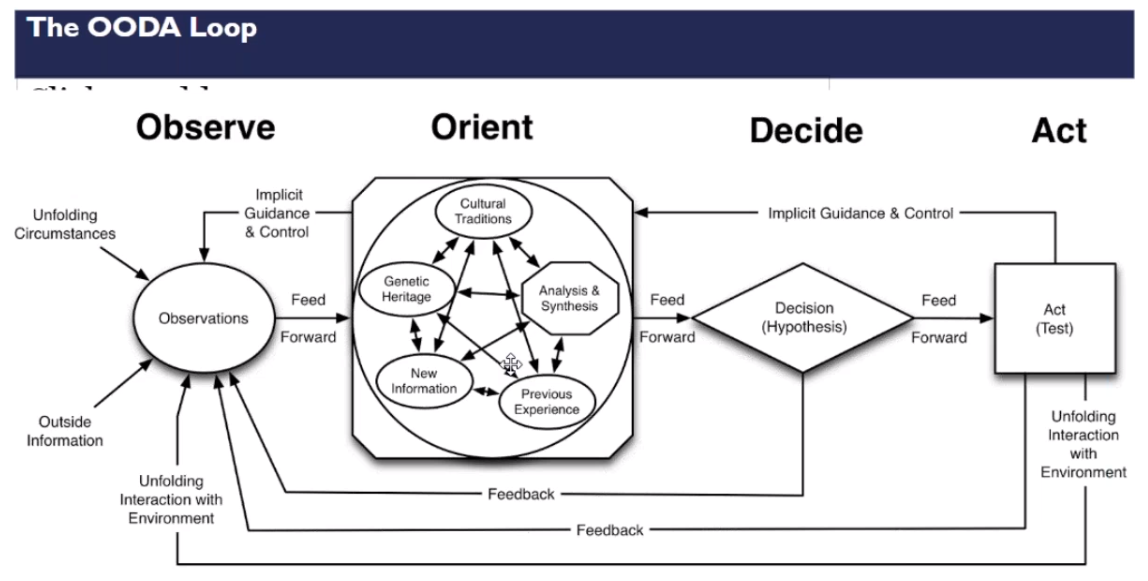 The OODA Loop
Observe
Orient
Decide
Act
Unfolding
Circumstances
Implicit
Guidance
& Control
Cultural
Traditions
Implicit Guidance & Control
Genetic
Heritage
Analysis &
Synthesis
Observations
Feed
Forward
Feed
Forward
Decision
(Hypothesis)
Feed
Forward
Act
(Test)
New
Information
Previous
Experience
Outside
Information
Unfolding
Interaction with
Environment
Unfolding
Interaction
with
Environment
Feedback
Feedback